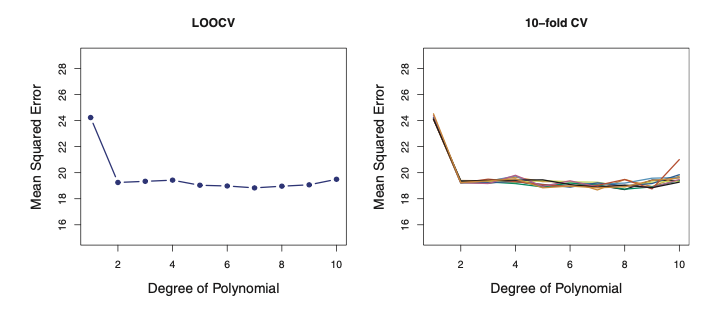 LOOCV
Mean Squared Error
28
26
24
22
20
18
16
2 4 6 8 10
Degree of Polynomial
10–fold CV
Mean Squared Error
28
26
24
22
20
18
16
2 4 6 8 10
Degree of Polynomial